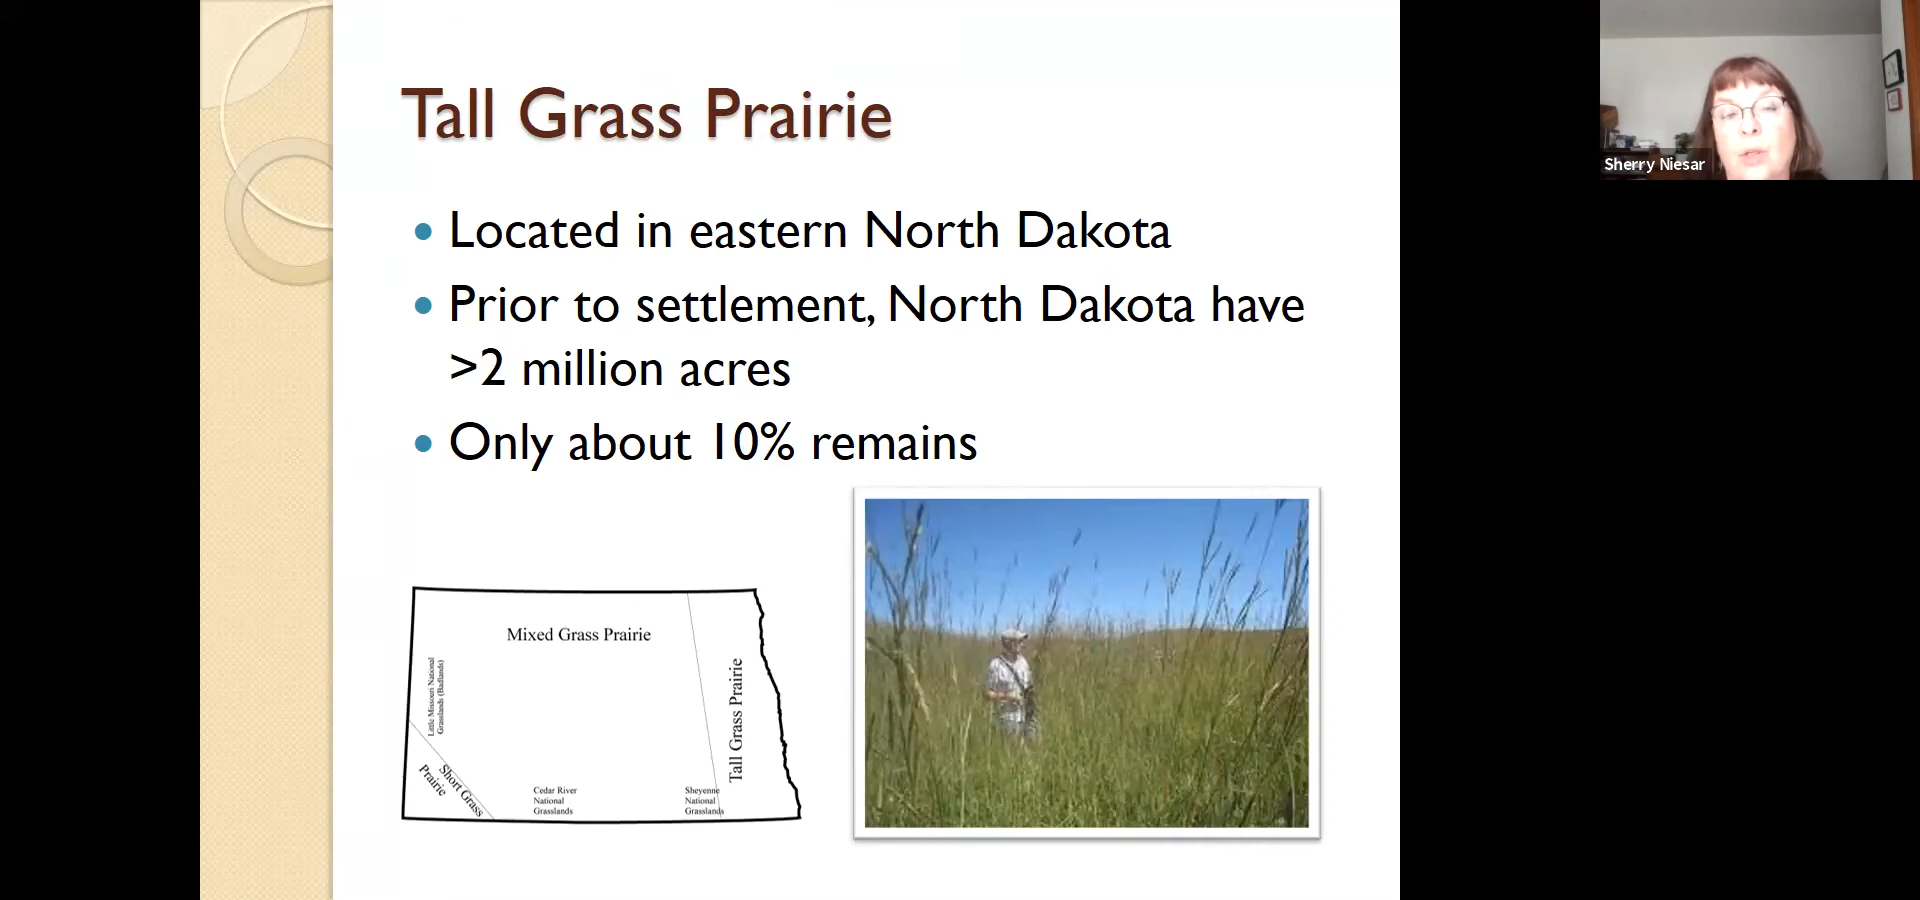 Tall Grass Prairie
Sherry Niesar
• Located in eastern North Dakota
• Prior to settlement, North Dakota have
>2 million acres
• Only about 10% remains
Mixed Grass Prairie
Little Missouri National
Grasslands (Badlands)
Tall Grass Prairie
Short Grass
Prairie
Cedar River
National
Grasslands
Sheyenne
National
Grasslands